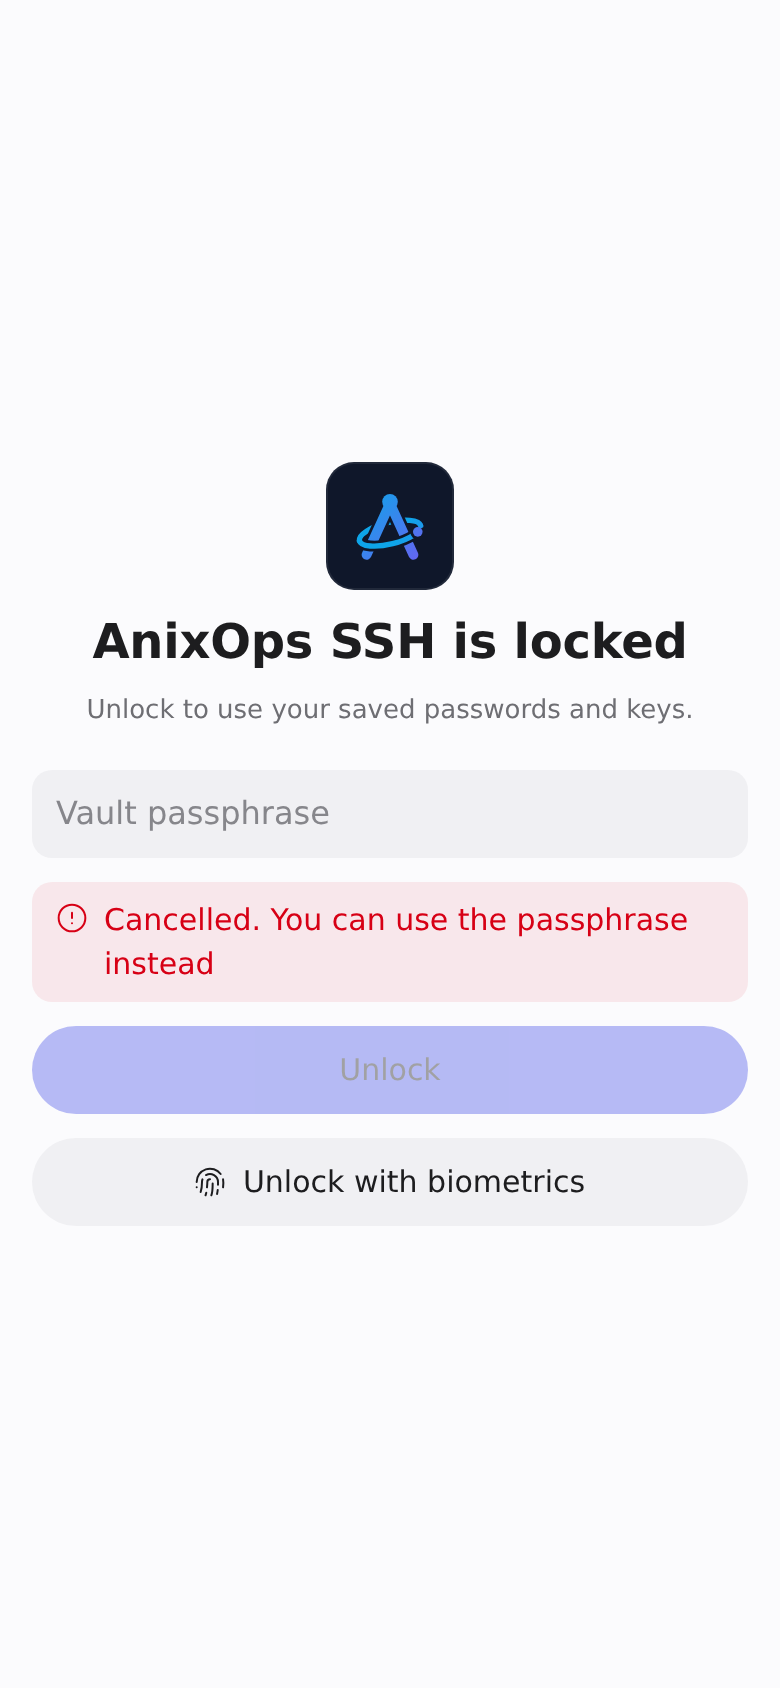 AnixOps SSH is locked
Unlock to use your saved passwords and keys.
Vault passphrase
Cancelled. You can use the passphrase
instead
Unlock
Unlock with biometrics